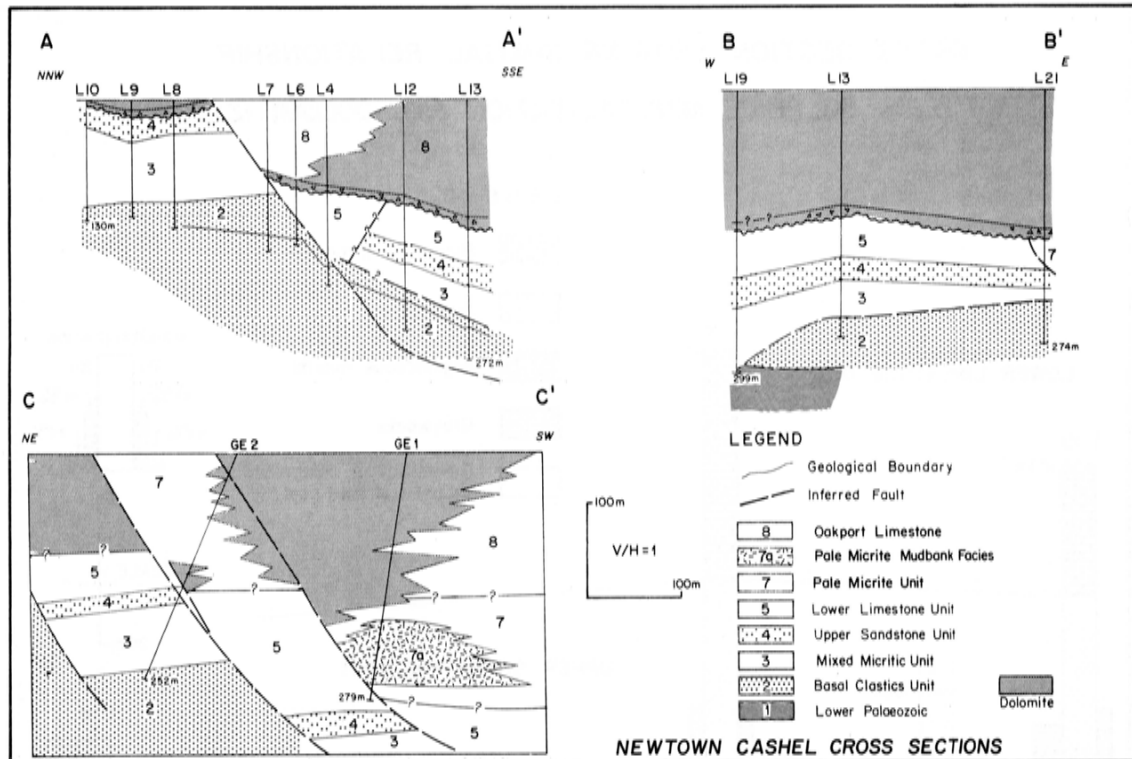 A A'
NNW SSE
L10 L9 L8 L7 L6 L4 L12 L13
4
8
8
3
2
5
5
4
3
2
?
?
?
130m
272m
B B'
W E
L19 L13 L21
? ?
5
7
4
3
2
274m
299m
C C'
NE SW
GE 2 GE 1
7
8
? ?
5
?
?
4
7
3
5
7a
252m
279m
?
?
2
4
5
3
100m
V/H = 1
100m
LEGEND
Geological Boundary
Inferred Fault
8 Oakport Limestone
7a Pale Micrite Mudbank Facies
7 Pale Micrite Unit
5 Lower Limestone Unit
4 Upper Sandstone Unit
3 Mixed Micritic Unit
2 Basal Clastics Unit
1 Lower Palaeozoic
Dolomite
NEWTOWN CASHEL CROSS SECTIONS